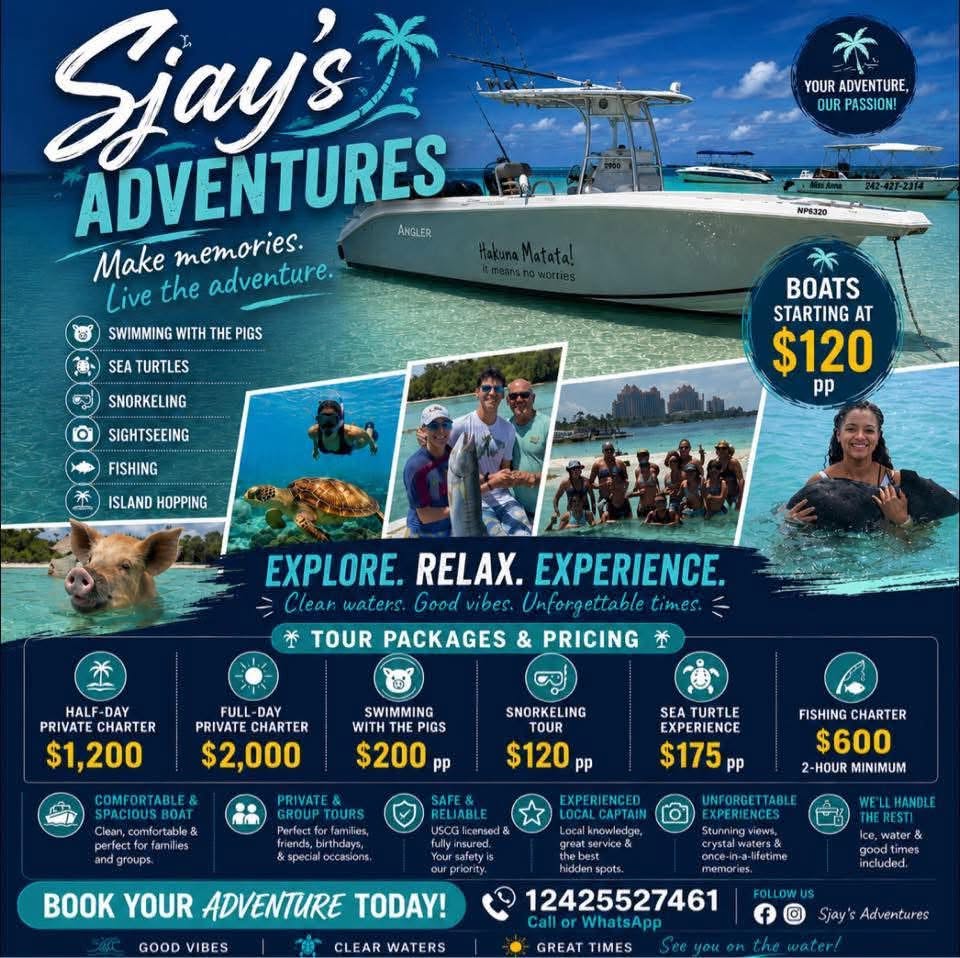 Sjay's
ADVENTURES
Make memories.
Live the adventure.
SWIMMING WITH THE PIGS
SEA TURTLES
SNORKELING
SIGHTSEEING
FISHING
ISLAND HOPPING
YOUR ADVENTURE,
OUR PASSION!
2900
Miss Anna
242-427-2314
NP6320
ANGLER
Hakuna Matata!
it means no worries
BOATS
STARTING AT
$120
pp
EXPLORE. RELAX. EXPERIENCE.
Clear waters. Good vibes. Unforgettable times.
TOUR PACKAGES & PRICING
HALF-DAY
PRIVATE CHARTER
$1,200
FULL-DAY
PRIVATE CHARTER
$2,000
SWIMMING
WITH THE PIGS
$200 pp
SNORKELING
TOUR
$120 pp
SEA TURTLE
EXPERIENCE
$175 pp
FISHING CHARTER
$600
2-HOUR MINIMUM
COMFORTABLE &
SPACIOUS BOAT
Clean, comfortable &
perfect for families
and groups.
PRIVATE &
GROUP TOURS
Perfect for families,
friends, birthdays,
& special occasions.
SAFE &
RELIABLE
USCG licensed &
fully insured.
Your safety is
our priority.
EXPERIENCED
LOCAL CAPTAIN
Local knowledge,
great service &
the best
hidden spots.
UNFORGETTABLE
EXPERIENCES
Stunning views,
crystal waters &
once-in-a-lifetime
memories.
WE'LL HANDLE
THE REST!
Ice, water &
good times
included.
BOOK YOUR ADVENTURE TODAY!
12425527461
Call or WhatsApp
FOLLOW US
Sjay's Adventures
GOOD VIBES
CLEAR WATERS
GREAT TIMES
See you on the water!